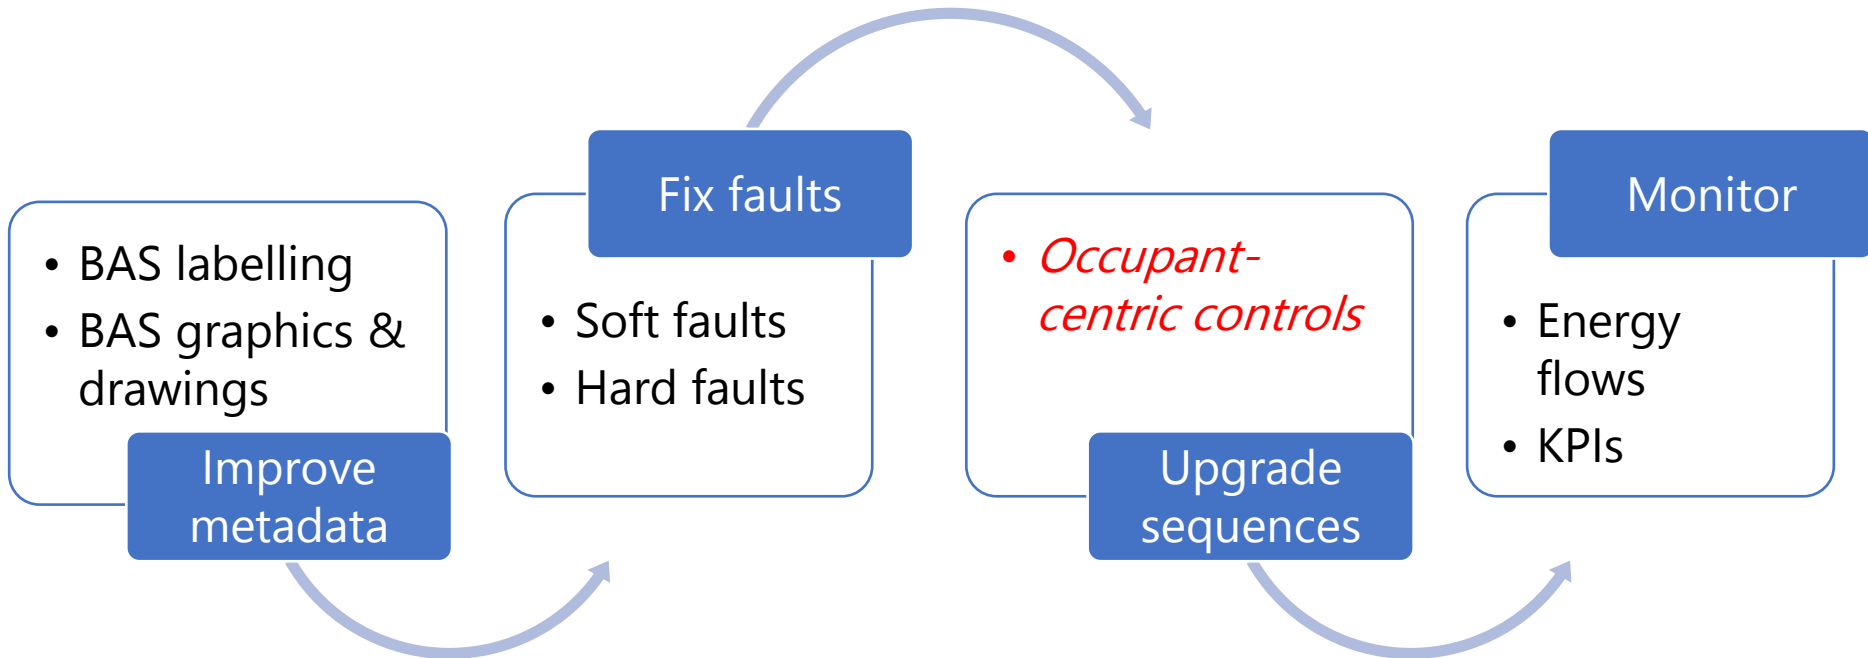 • BAS labelling
• BAS graphics &
drawings
Improve
metadata
Fix faults
• Soft faults
• Hard faults
• Occupant-
centric controls
Upgrade
sequences
Monitor
• Energy
flows
• KPIs